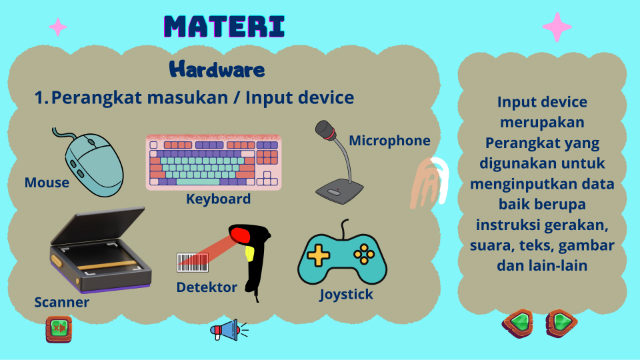 MATERI
Hardware
1. Perangkat masukan / Input device
Mouse
Keyboard
Microphone
Scanner
Detektor
Joystick
Input device
merupakan
Perangkat yang
digunakan untuk
menginputkan data
baik berupa
instruksi gerakan,
suara, teks, gambar
dan lain-lain